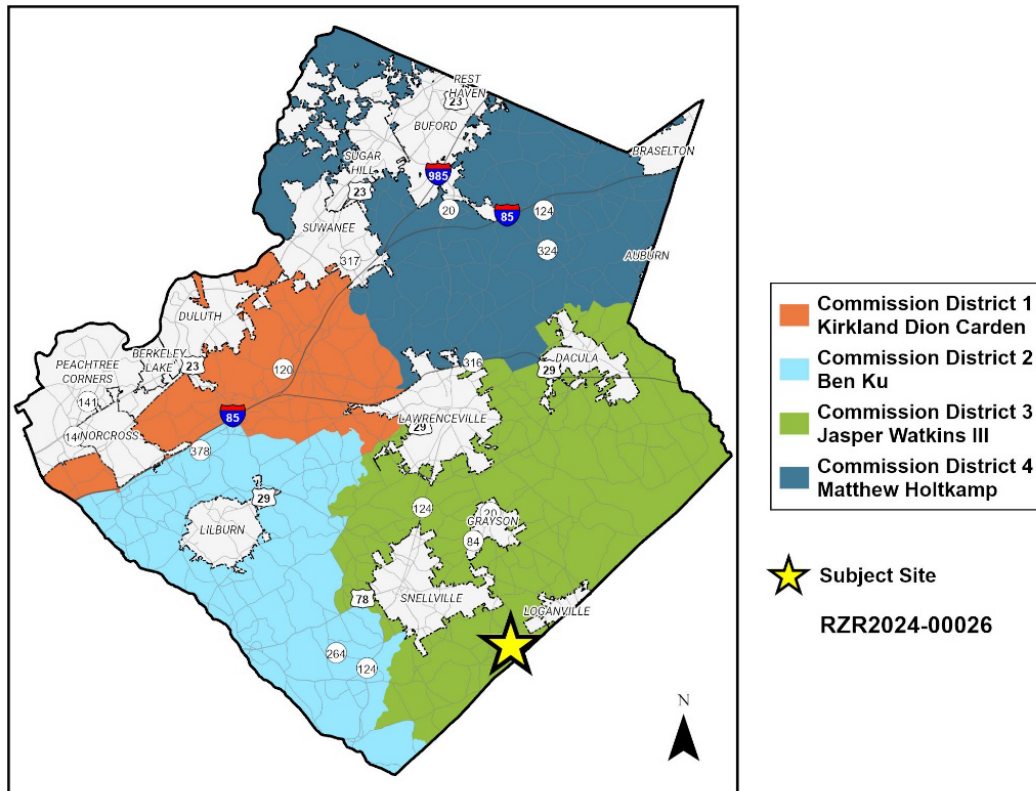 REST
HAVEN
23
BUFORD
BRASELTON
SUGAR
HILL
985
23
20
85
124
SUWANEE
324
317
AUBURN
DULUTH
BERKELEY
LAKE
23
PEACHTREE
CORNERS
141
120
316
DACULA
29
85
LAWRENCEVILLE
29
14
NORCROSS
378
29
LILBURN
124
20
GRAYSON
84
78
SNELLVILLE
LOGANVILLE
264
124
N
Commission District 1
Kirkland Dion Carden
Commission District 2
Ben Ku
Commission District 3
Jasper Watkins III
Commission District 4
Matthew Holtkamp
Subject Site
RZR2024-00026